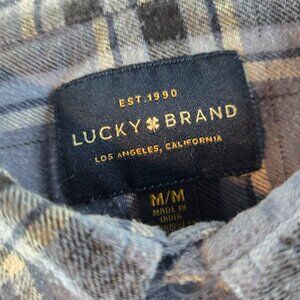 EST. 1990
LUCKY BRAND
LOS ANGELES, CALIFORNIA
M/M
MADE IN
INDIA